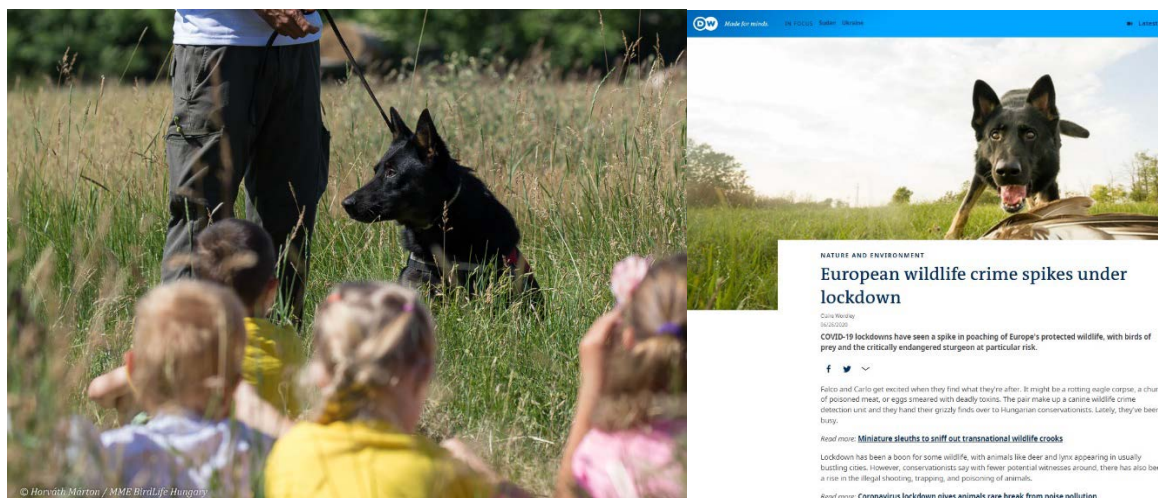 © Horváth Márton / MME BirdLife Hungary
DW Made for minds. IN FOCUS Ukraine Latest
NATURE AND ENVIRONMENT
European wildlife crime spikes under
lockdown
Claire Wordley
COVID-19 lockdowns have seen a spike in poaching of Europe's protected wildlife, with birds of
prey and the critically endangered sturgeon at particular risk.
Falco and Carlo get excited when they find what they're after. It might be a rotting eagle corpse, a
of poisoned meat, or eggs smeared with deadly toxins. The pair make up a canine wildlife crime
detection unit and they hand their grizzly finds over to Hungarian conservationists. Lately, they've been
busy.
Read more: Miniature sleuths to sniff out transnational wildlife crooks
Lockdown has been a boon for some wildlife, with animals like deer and lynx appearing in usually
bustling cities. However, conservationists say with fewer potential witnesses around, there has also
a rise in the illegal shooting, trapping, and poisoning of animals.
Read more: Coronavirus lockdown gives animals rare break from noise pollution